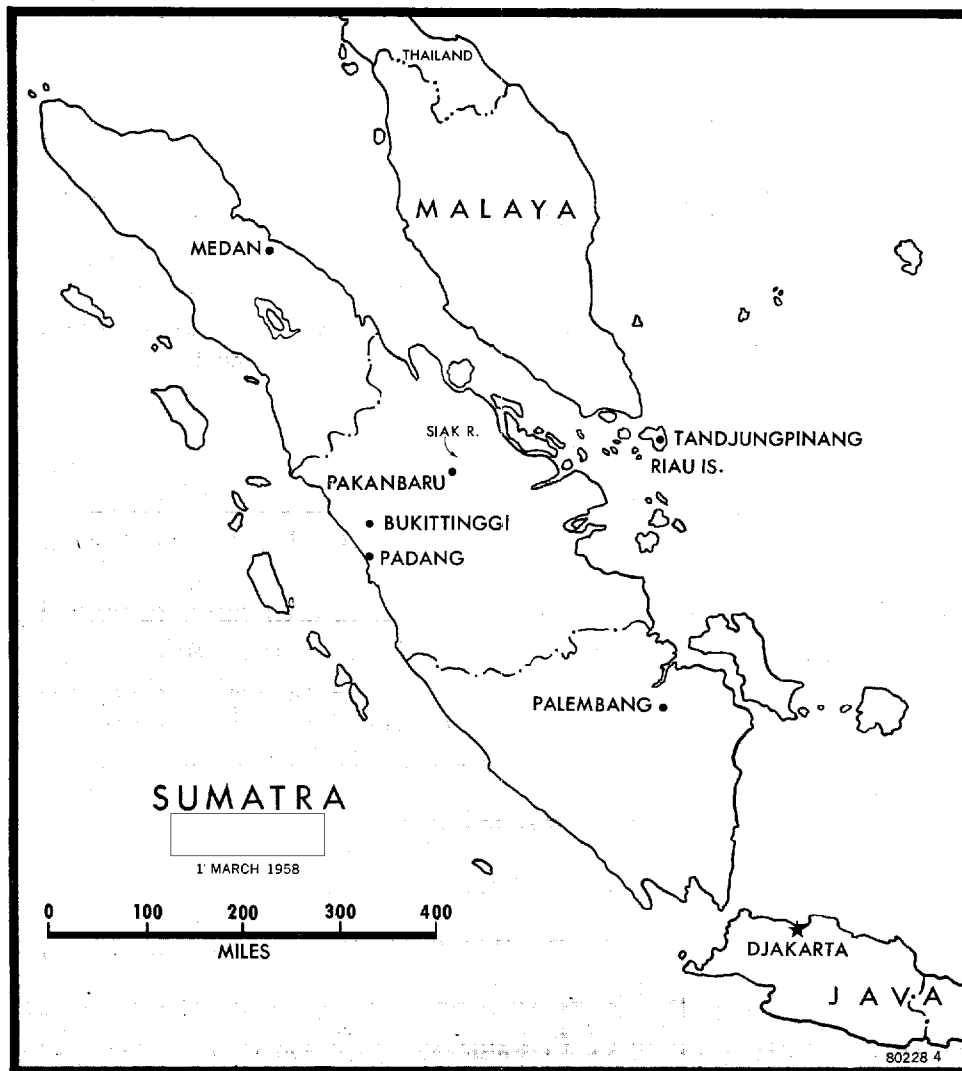 THAILAND
MALAYA
MEDAN
SIAK R.
TANDJUNGPINANG
RIAU IS.
PAKANBARU
BUKITTINGGI
PADANG
PALEMBANG
SUMATRA
1 MARCH 1958
0 100 200 300 400
MILES
DJAKARTA
JAVA
80228 4